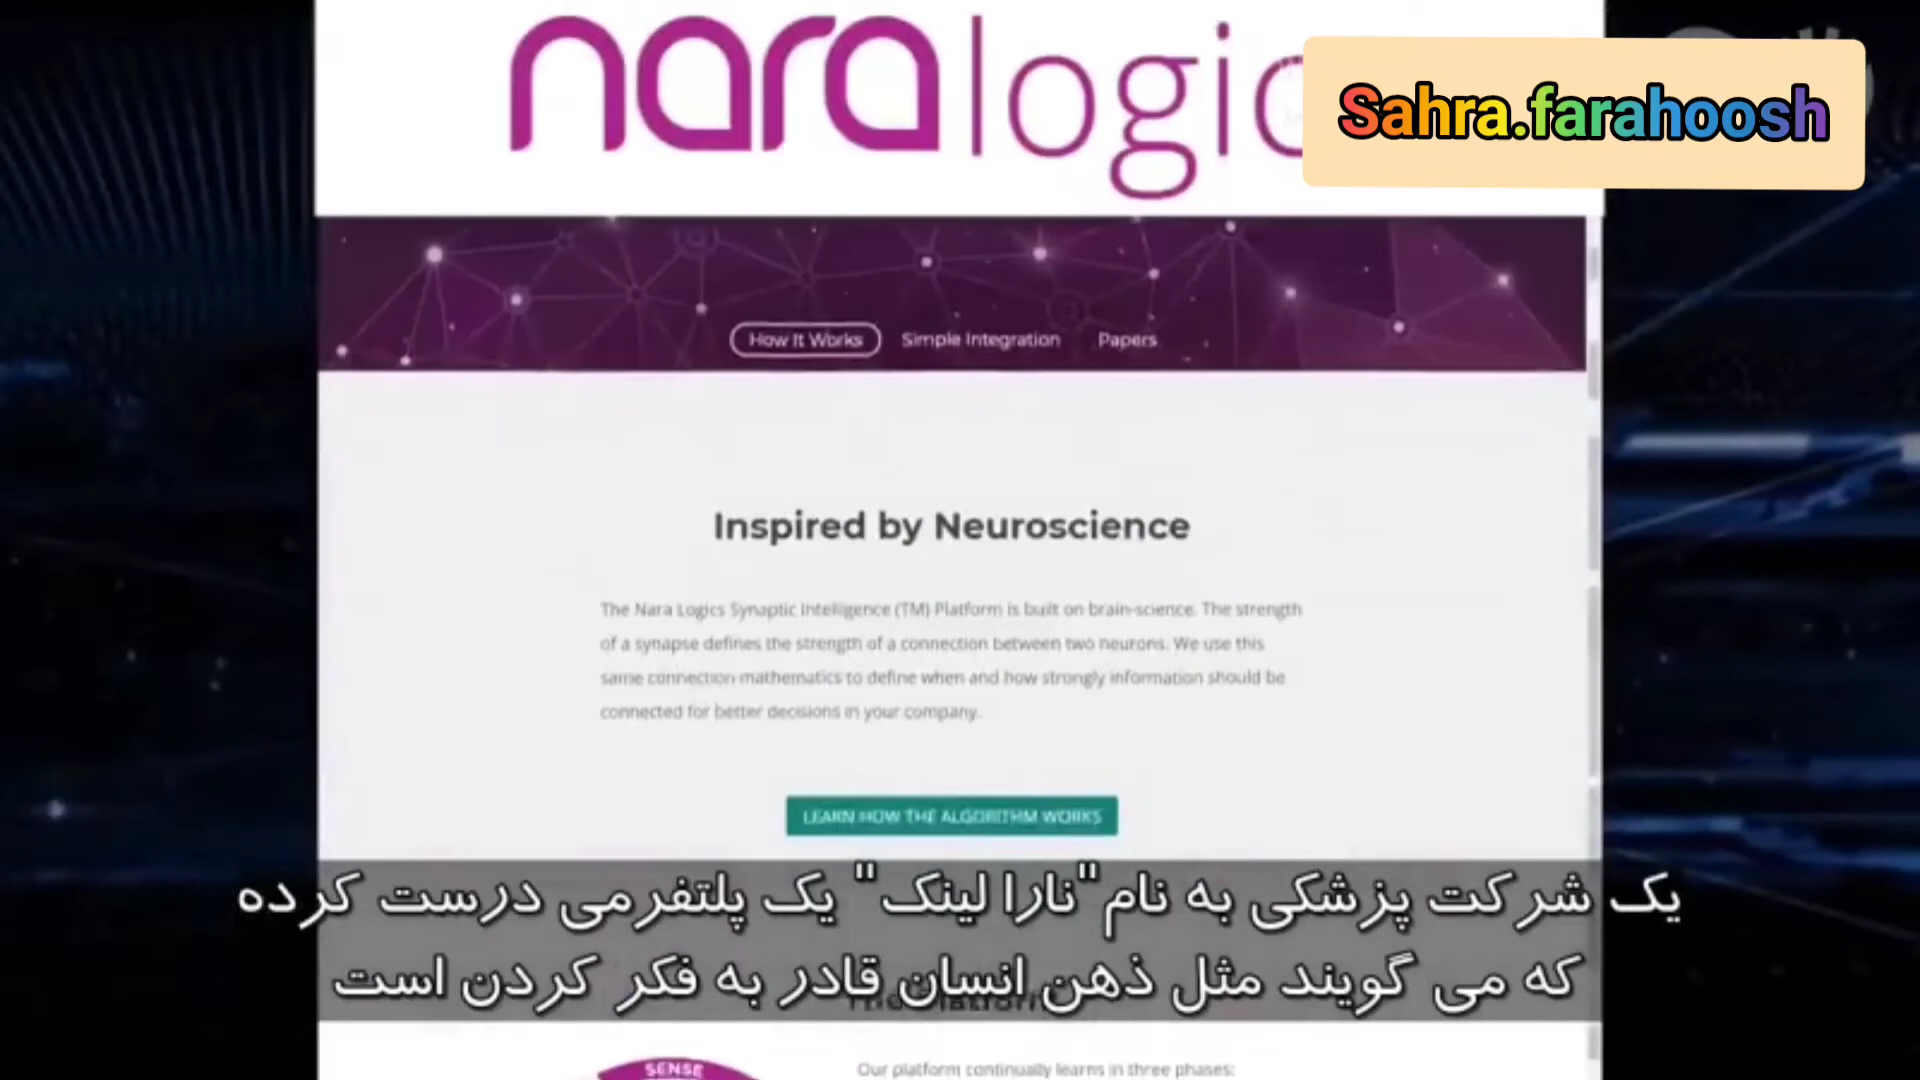 nara logic
Sahra.farahoosh
How It Works Simple Integration Papers
Inspired by Neuroscience
The Nara Logics Synaptic Intelligence (TM) Platform is built on brain-science. The strength
of a synapse defines the strength of a connection between two neurons. We use this
same connection mathematics to define when and how strongly information should be
connected for better decisions in your company.
LEARN HOW THE ALGORITHM WORKS
یک شرکت پزشکی به نام"نارا لینک" یک پلتفرمی درست کرده
که می گویند مثل ذهن انسان قادر به فکر کردن است
SENSE
Our platform continually learns in three phases: